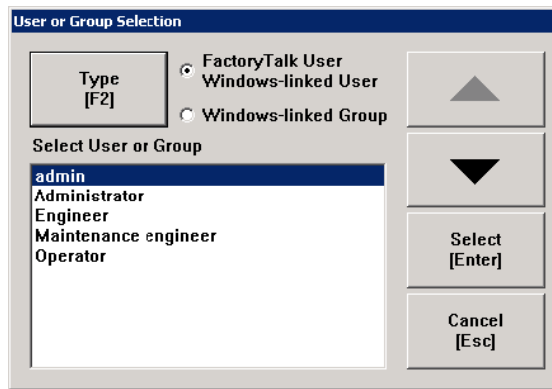 User or Group Selection
Type
[F2]
FactoryTalk User
Windows-linked User
Windows-linked Group
Select User or Group
admin
Administrator
Engineer
Maintenance engineer
Operator
Select
[Enter]
Cancel
[Esc]